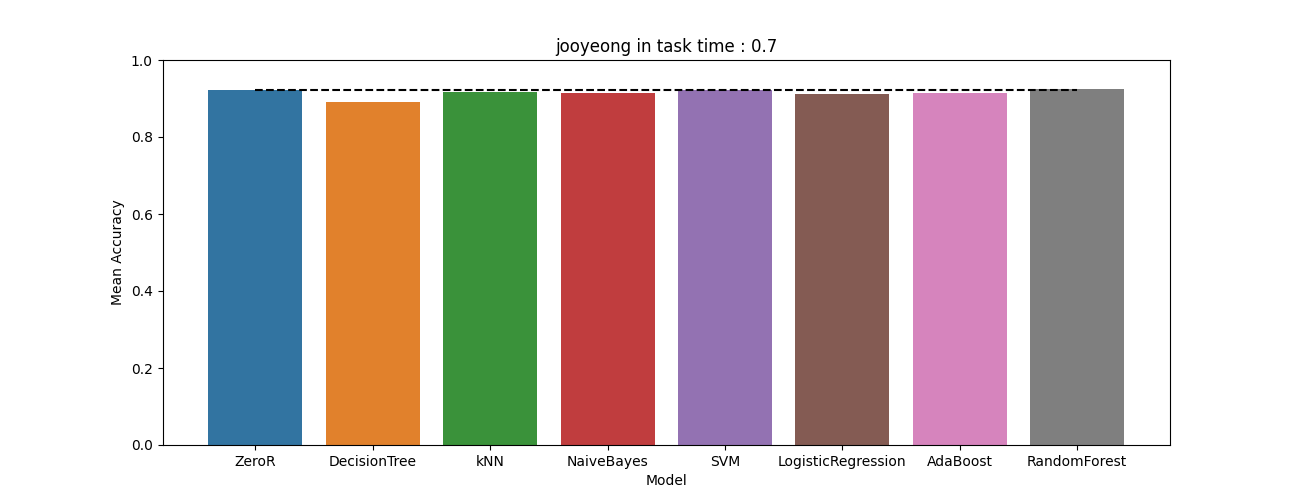 jooyeong in task time : 0.7
Mean Accuracy
1.0
0.8
0.6
0.4
0.2
0.0
ZeroR DecisionTree kNN NaiveBayes SVM LogisticRegression AdaBoost RandomForest
Model